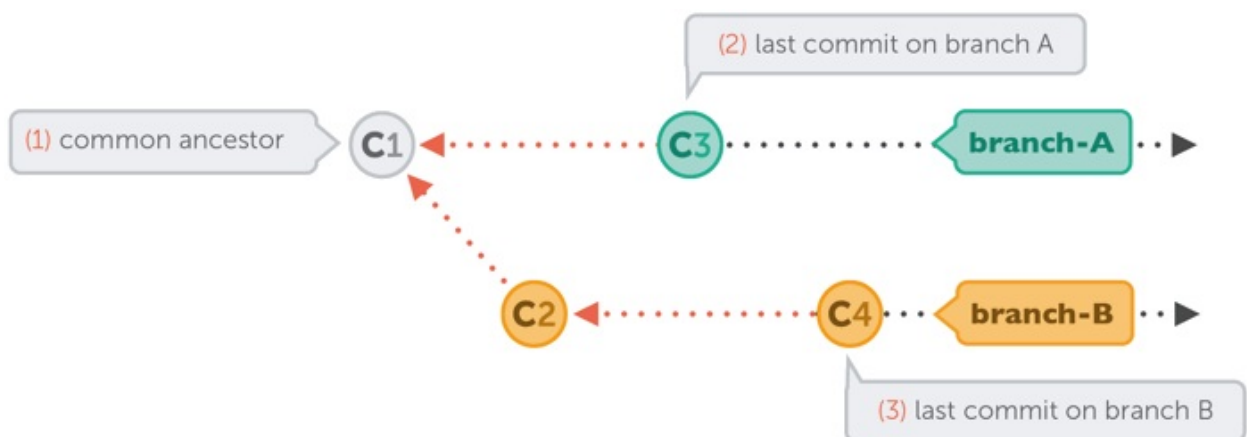 (2) last commit on branch A
(1) common ancestor
C1
C3
branch-A
C2
C4
branch-B
(3) last commit on branch B